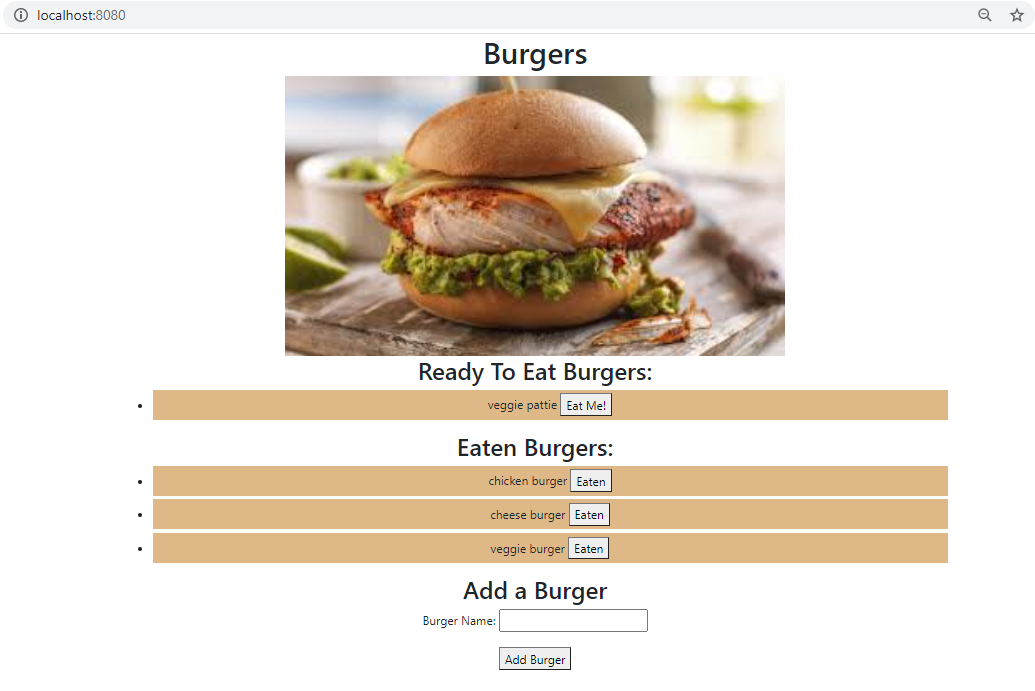 localhost:8080
Burgers
Ready To Eat Burgers:
veggie pattie Eat Me!
Eaten Burgers:
chicken burger Eaten
cheese burger Eaten
veggie burger Eaten
Add a Burger
Burger Name:
Add Burger